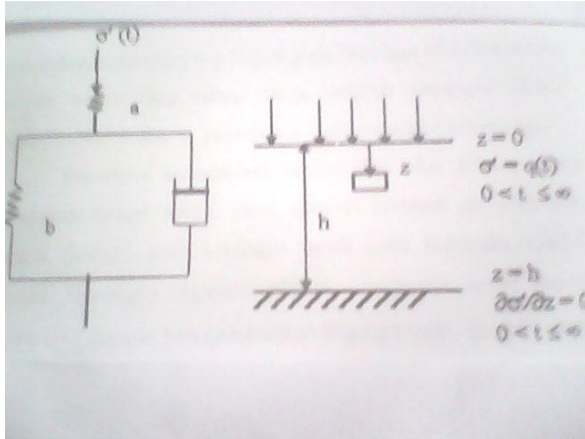 σ'(t)
a
b
h
z
z=0
σ' = q(t)
0 < t ≤ ∞
z=h
∂σ'/∂z = 0
0 < t ≤ ∞